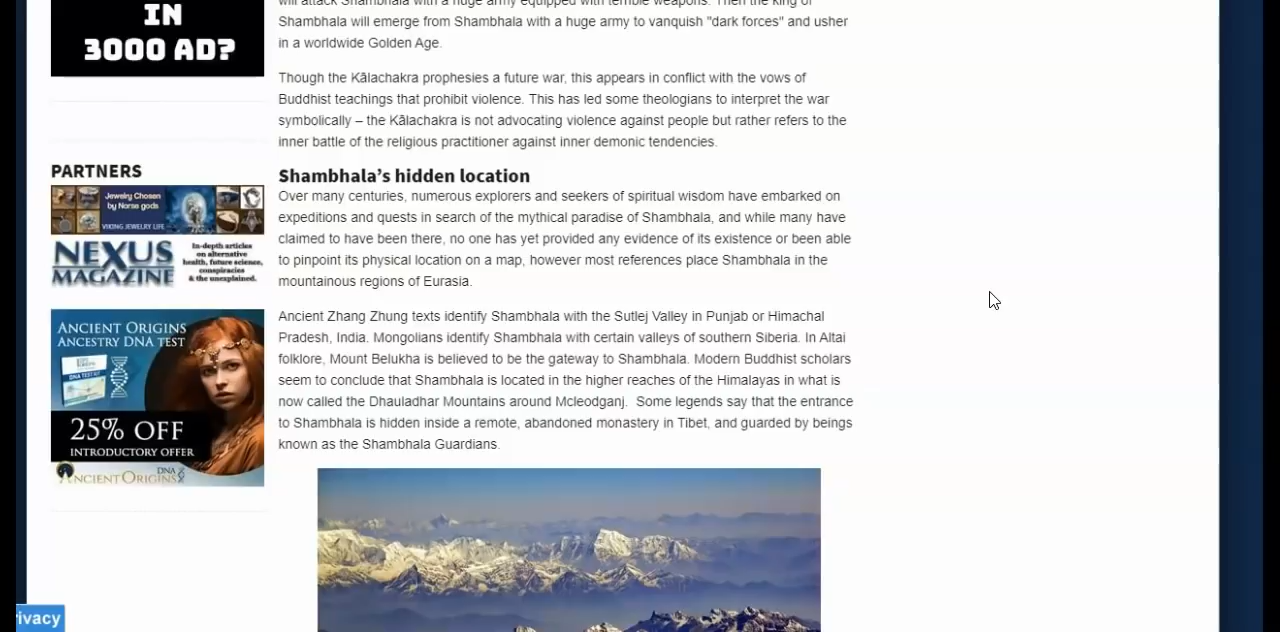 IN
3000 AD?
PARTNERS
Jewelry Chosen
by Norse gods
VIKING JEWELRY LIFE
NEXUS
MAGAZINE
In-depth articles
on alternative
health, future science,
conspiracies
& the unexplained.
ANCIENT ORIGINS
ANCESTRY DNA TEST
25% OFF
INTRODUCTORY OFFER
ANCIENT ORIGINS DNA
rivacy
will attack Shambhala with a huge army equipped with terrible weapons. Then the king of
Shambhala will emerge from Shambhala with a huge army to vanquish "dark forces" and usher
in a worldwide Golden Age.
Though the Kālachakra prophesies a future war, this appears in conflict with the vows of
Buddhist teachings that prohibit violence. This has led some theologians to interpret the war
symbolically – the Kālachakra is not advocating violence against people but rather refers to the
inner battle of the religious practitioner against inner demonic tendencies.
Shambhala's hidden location
Over many centuries, numerous explorers and seekers of spiritual wisdom have embarked on
expeditions and quests in search of the mythical paradise of Shambhala, and while many have
claimed to have been there, no one has yet provided any evidence of its existence or been able
to pinpoint its physical location on a map, however most references place Shambhala in the
mountainous regions of Eurasia.
Ancient Zhang Zhung texts identify Shambhala with the Sutlej Valley in Punjab or Himachal
Pradesh, India. Mongolians identify Shambhala with certain valleys of southern Siberia. In Altai
folklore, Mount Belukha is believed to be the gateway to Shambhala. Modern Buddhist scholars
seem to conclude that Shambhala is located in the higher reaches of the Himalayas in what is
now called the Dhauladhar Mountains around Mcleodganj.  Some legends say that the entrance
to Shambhala is hidden inside a remote, abandoned monastery in Tibet, and guarded by beings
known as the Shambhala Guardians.